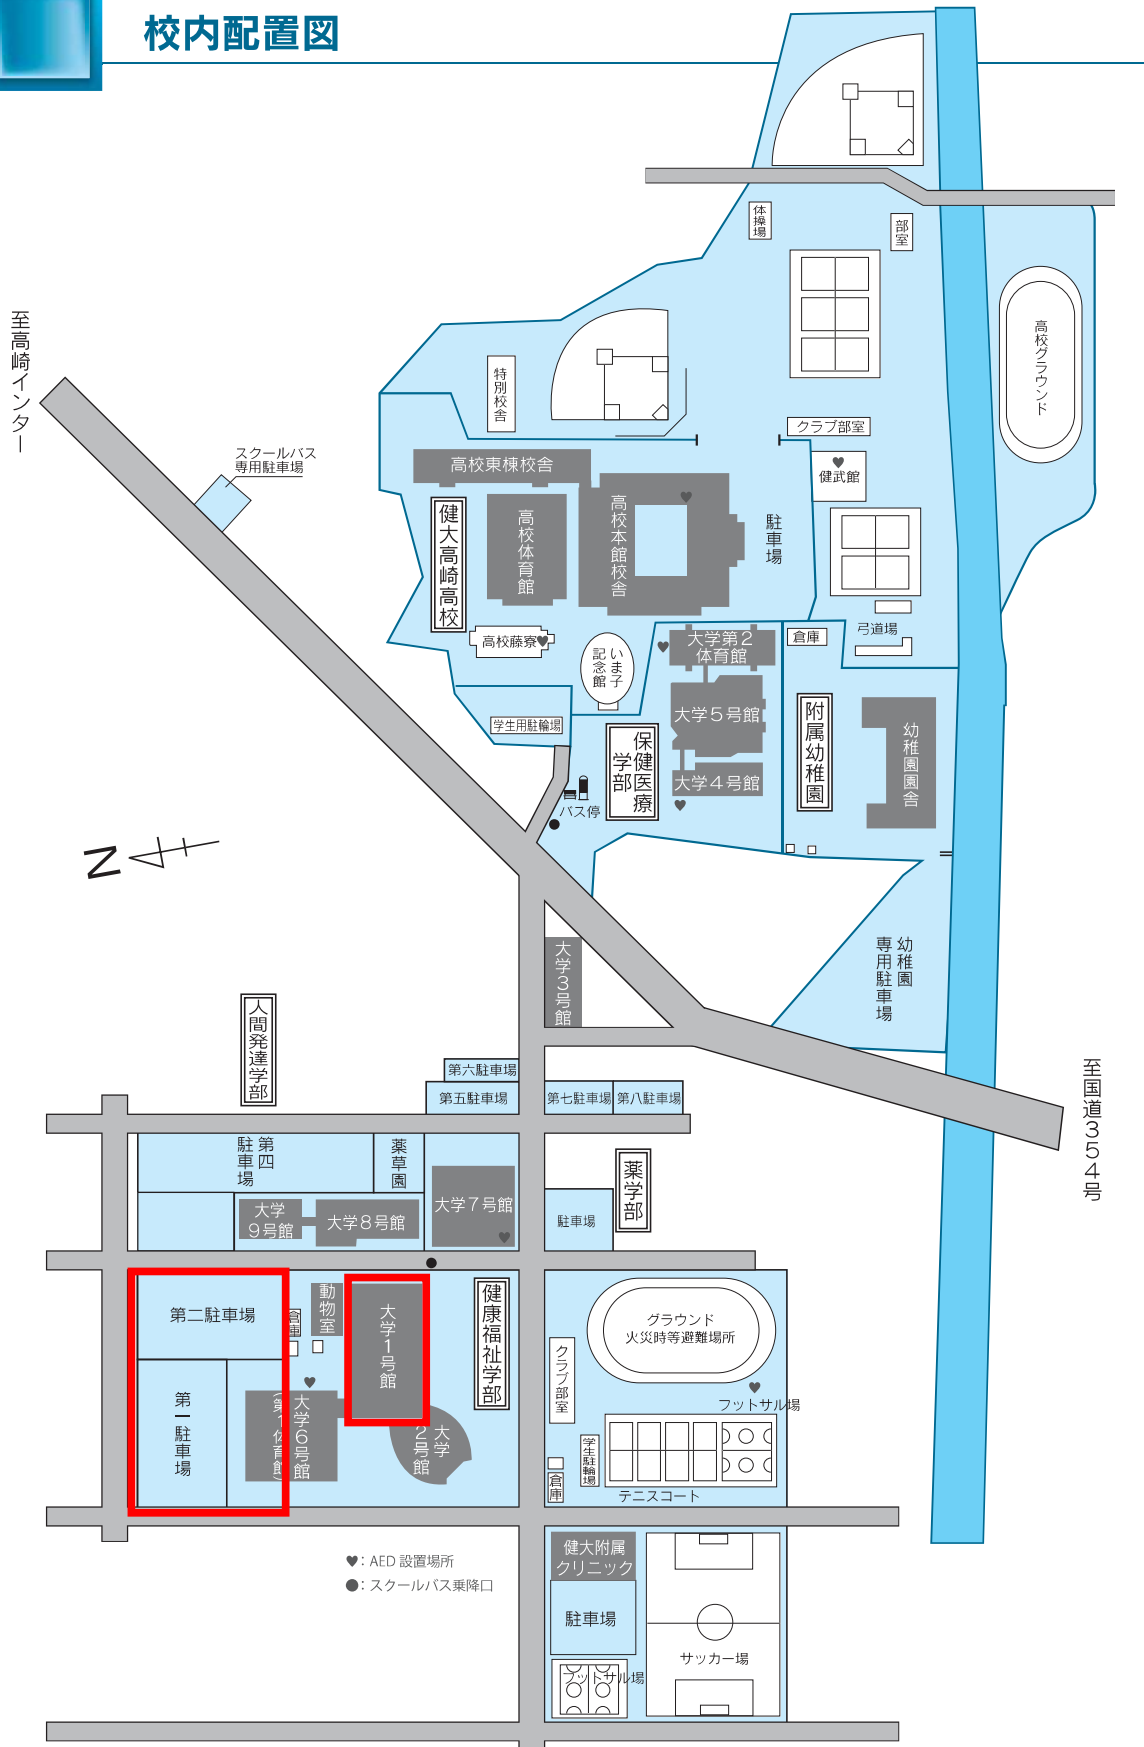 校内配置図
体操場
部室
高校グラウンド
至高崎インター
特別校舎
クラブ部室
スクールバス
専用駐車場
高校東棟校舎
健武館
健大高崎高校
高校体育館
高校本館校舎
駐車場
高校藤寮
いま子
記念館
大学第2
体育館
倉庫
弓道場
学生用駐輪場
大学5号館
保健医療
学部
附属幼稚園
幼稚園園舎
大学4号館
バス停
N
大学3号館
幼稚園
専用駐車場
人間発達学部
第六駐車場
第五駐車場
第七駐車場
第八駐車場
至国道354号
第四
駐車場
薬草園
薬学部
大学
9号館
大学8号館
大学7号館
駐車場
第二駐車場
倉庫
動物室
大学1号館
健康福祉学部
グラウンド
火災時等避難場所
クラブ部室
フットサル場
第一駐車場
大学6号館
(第1体育館)
大学
2号館
学生駐輪場
倉庫
テニスコート
健大附属
クリニック
♥：AED 設置場所
●：スクールバス乗降口
駐車場
サッカー場
フットサル場